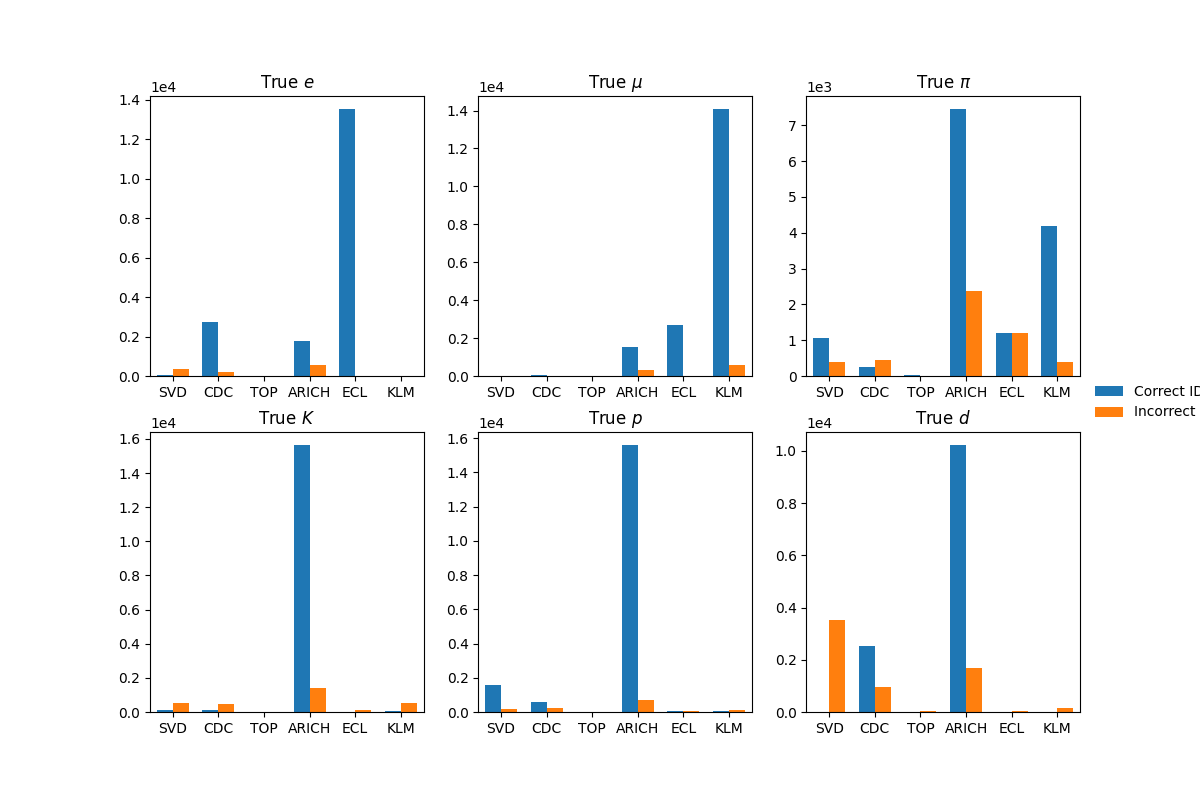 True e
True μ
True π
1e4
1e4
1e3
1.4
1.2
1.0
0.8
0.6
0.4
0.2
0.0
1.4
1.2
1.0
0.8
0.6
0.4
0.2
0.0
7
6
5
4
3
2
1
0
SVD CDC TOP ARICH ECL KLM
SVD CDC TOP ARICH ECL KLM
SVD CDC TOP ARICH ECL KLM
Correct ID
Incorrect
True K
True p
True d
1e4
1e4
1e4
1.6
1.4
1.2
1.0
0.8
0.6
0.4
0.2
0.0
1.6
1.4
1.2
1.0
0.8
0.6
0.4
0.2
0.0
1.0
0.8
0.6
0.4
0.2
0.0
SVD CDC TOP ARICH ECL KLM
SVD CDC TOP ARICH ECL KLM
SVD CDC TOP ARICH ECL KLM